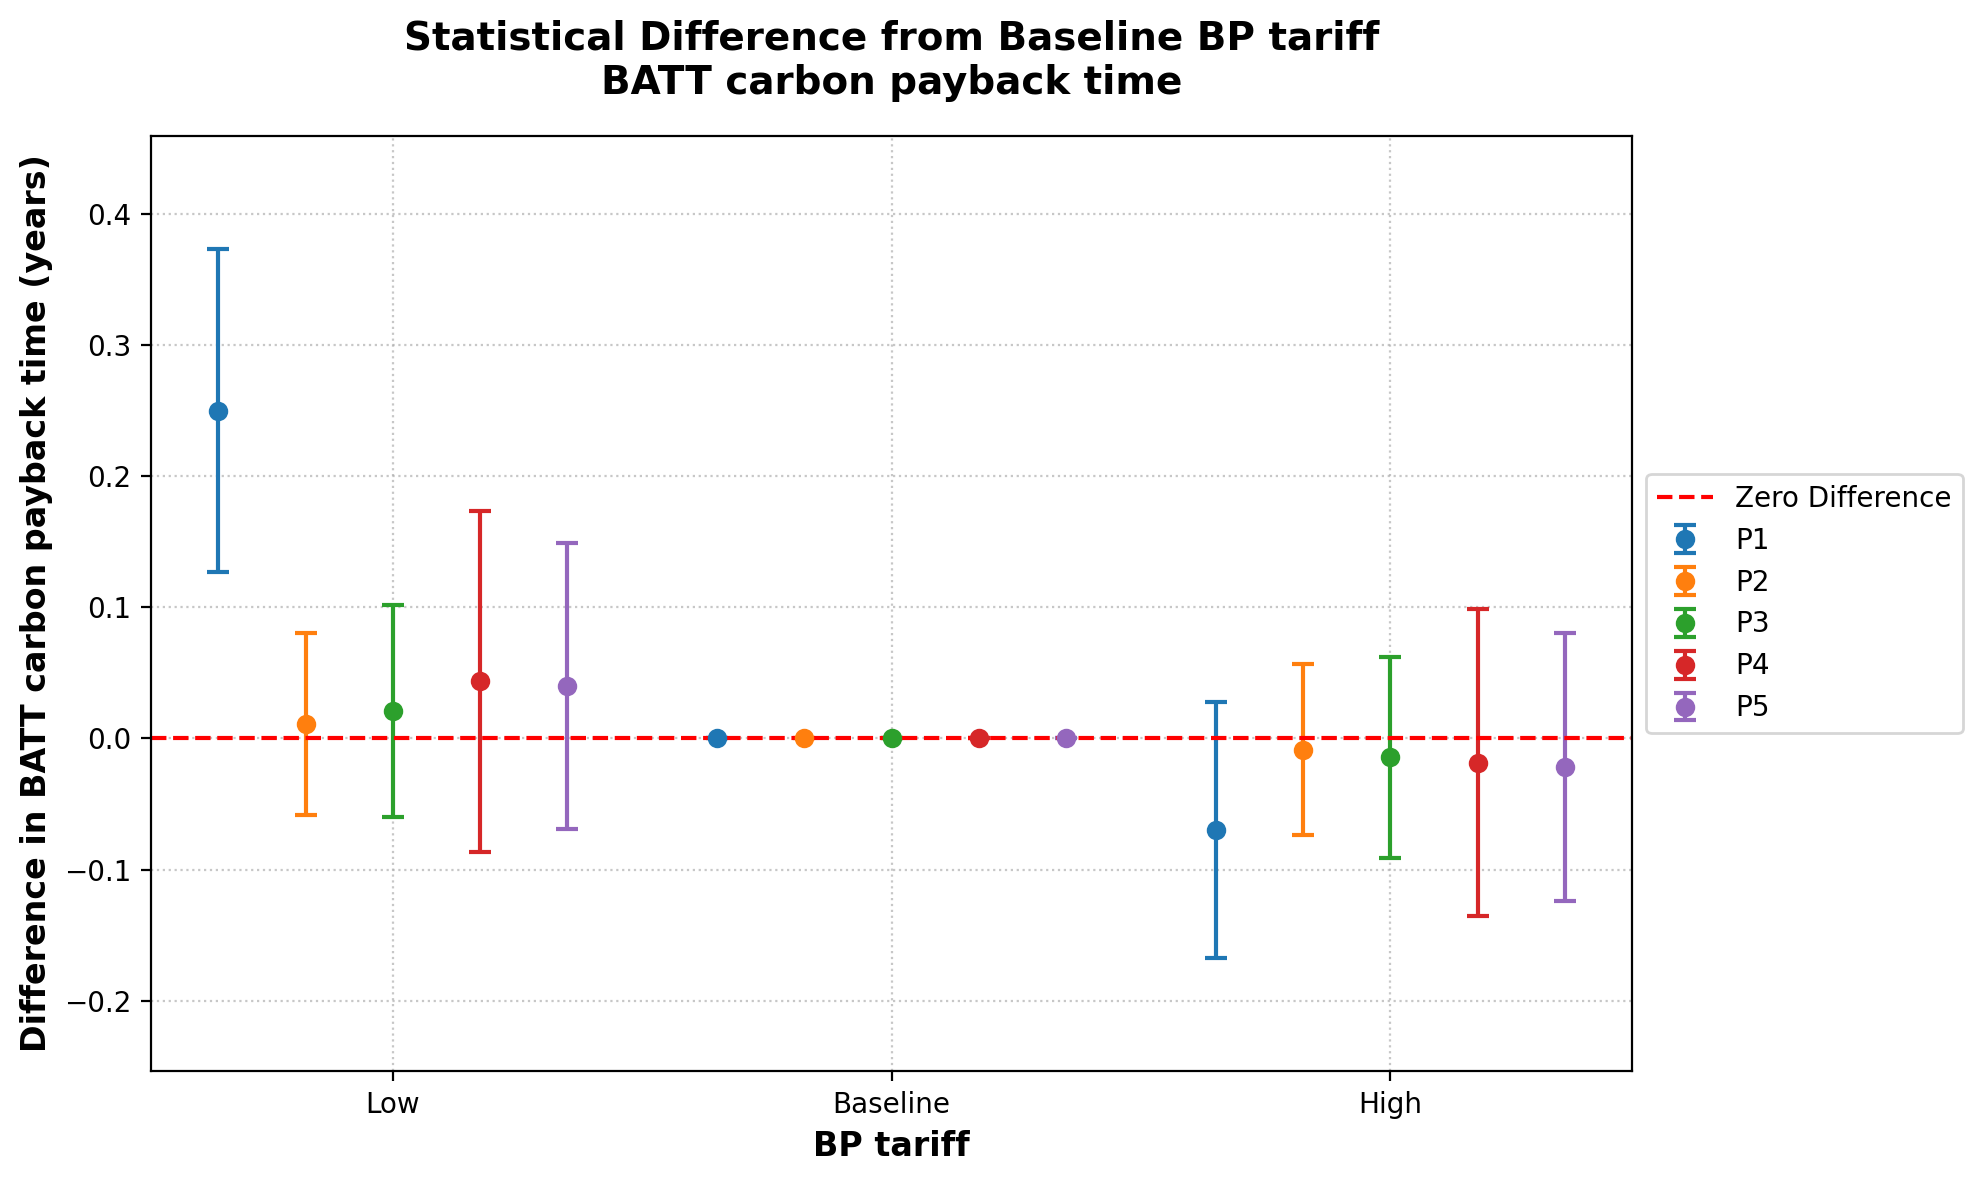 Statistical Difference from Baseline BP tariff
BATT carbon payback time
Difference in BATT carbon payback time (years)
0.4
0.3
0.2
0.1
0.0
−0.1
−0.2
Low
Baseline
High
BP tariff
Zero Difference
P1
P2
P3
P4
P5